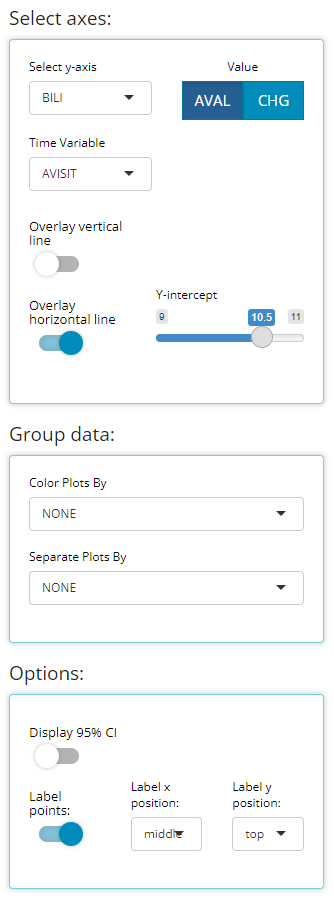 Select axes:
Select y-axis
Value
BILI
AVAL
CHG
Time Variable
AVISIT
Overlay vertical
line
Overlay
horizontal line
Y-intercept
9
10.5
11
Group data:
Color Plots By
NONE
Separate Plots By
NONE
Options:
Display 95% CI
Label
points:
Label x
position:
middle
Label y
position:
top